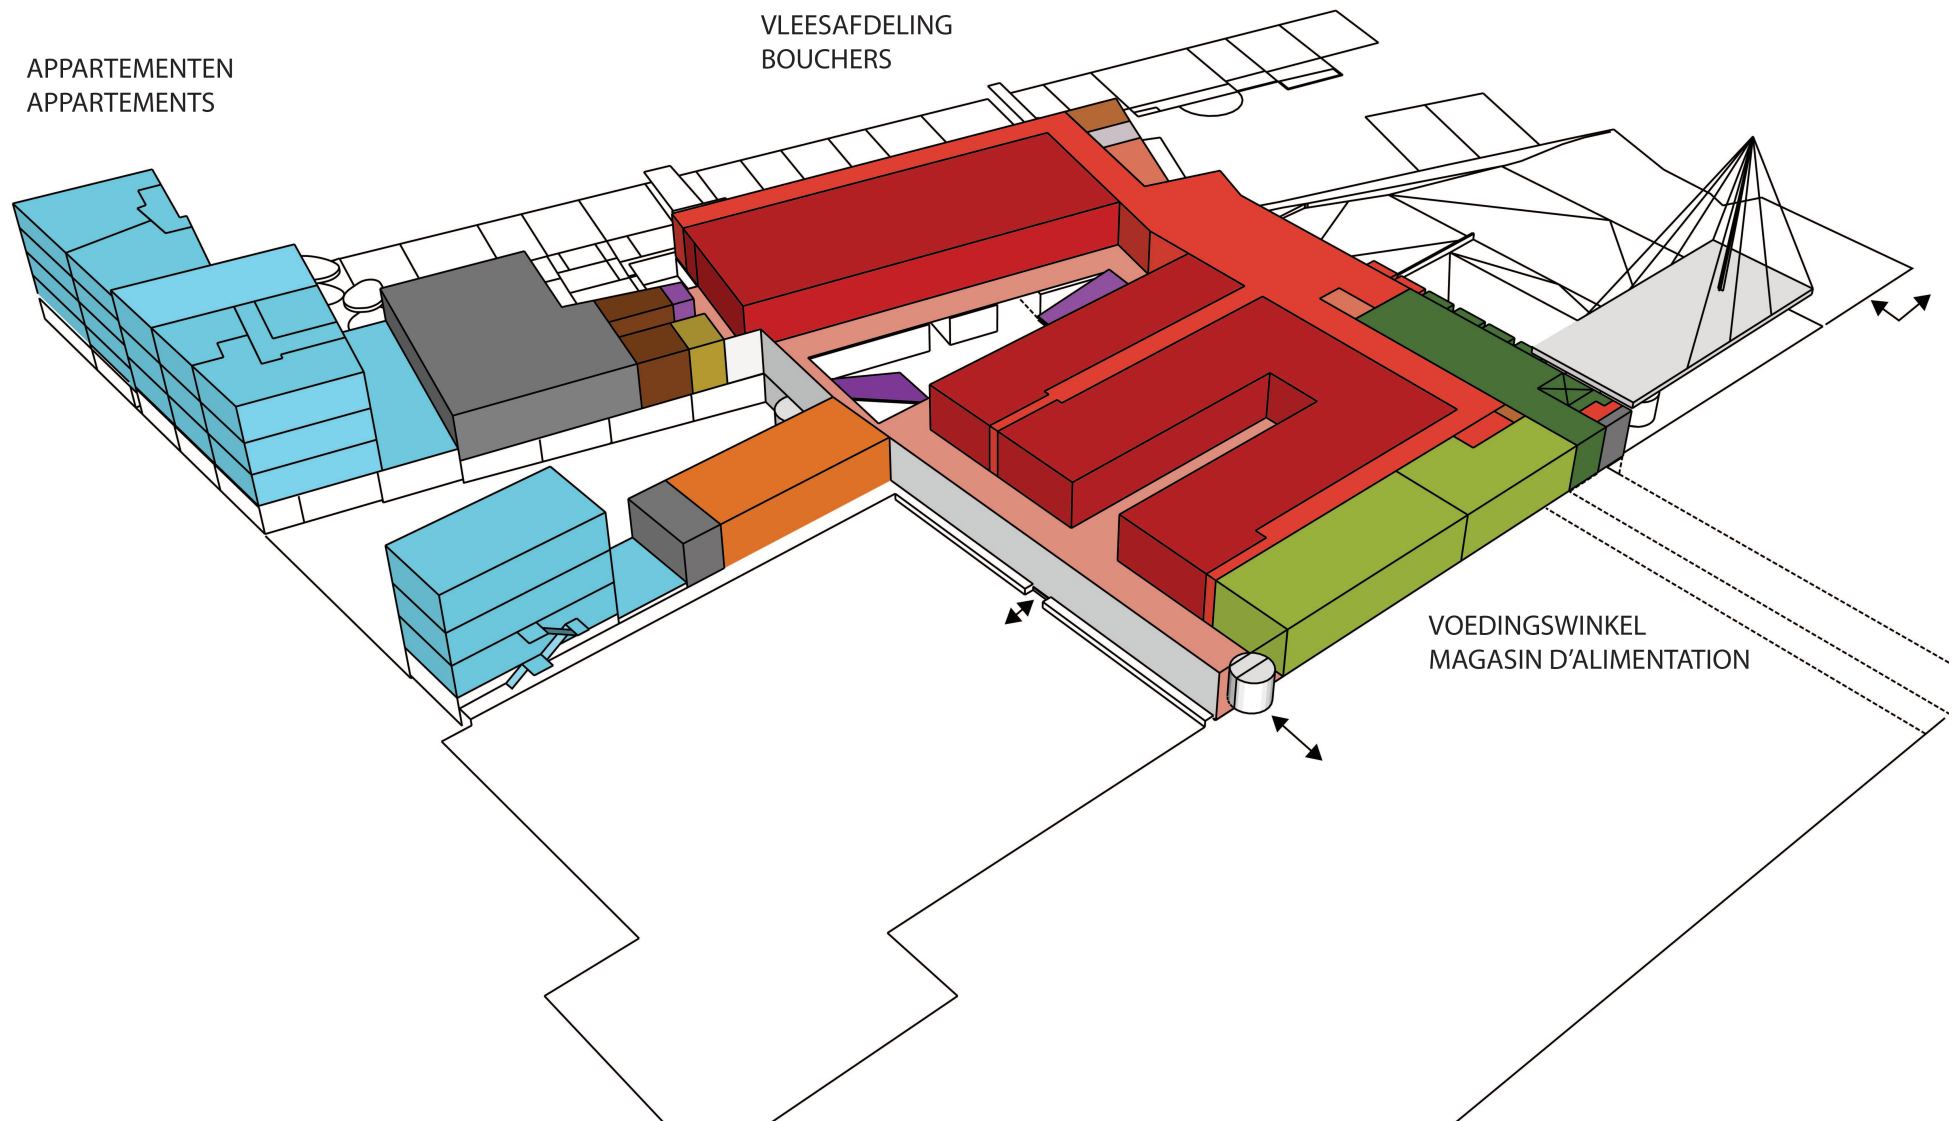 APPARTEMENTEN
APPARTEMENTS
VLEESAFDELING
BOUCHERS
VOEDINGSWINKEL
MAGASIN D'ALIMENTATION